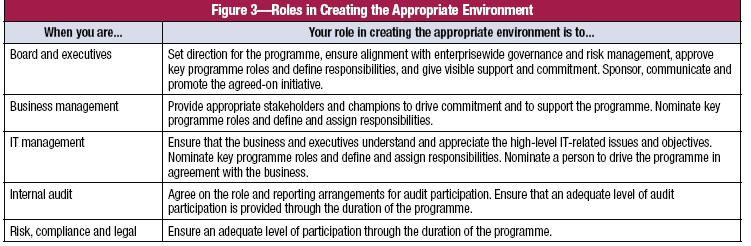 Figure 3—Roles in Creating the Appropriate Environment
When you are... Your role in creating the appropriate environment is to...
Board and executives Set direction for the programme, ensure alignment with enterprisewide governance and risk management, approve
key programme roles and define responsibilities, and give visible support and commitment. Sponsor, communicate and
promote the agreed-on initiative.
Business management Provide appropriate stakeholders and champions to drive commitment and to support the programme. Nominate key
programme roles and define and assign responsibilities.
IT management Ensure that the business and executives understand and appreciate the high-level IT-related issues and objectives.
Nominate key programme roles and define and assign responsibilities. Nominate a person to drive the programme in
agreement with the business.
Internal audit Agree on the role and reporting arrangements for audit participation. Ensure that an adequate level of audit
participation is provided through the duration of the programme.
Risk, compliance and legal Ensure an adequate level of participation through the duration of the programme.